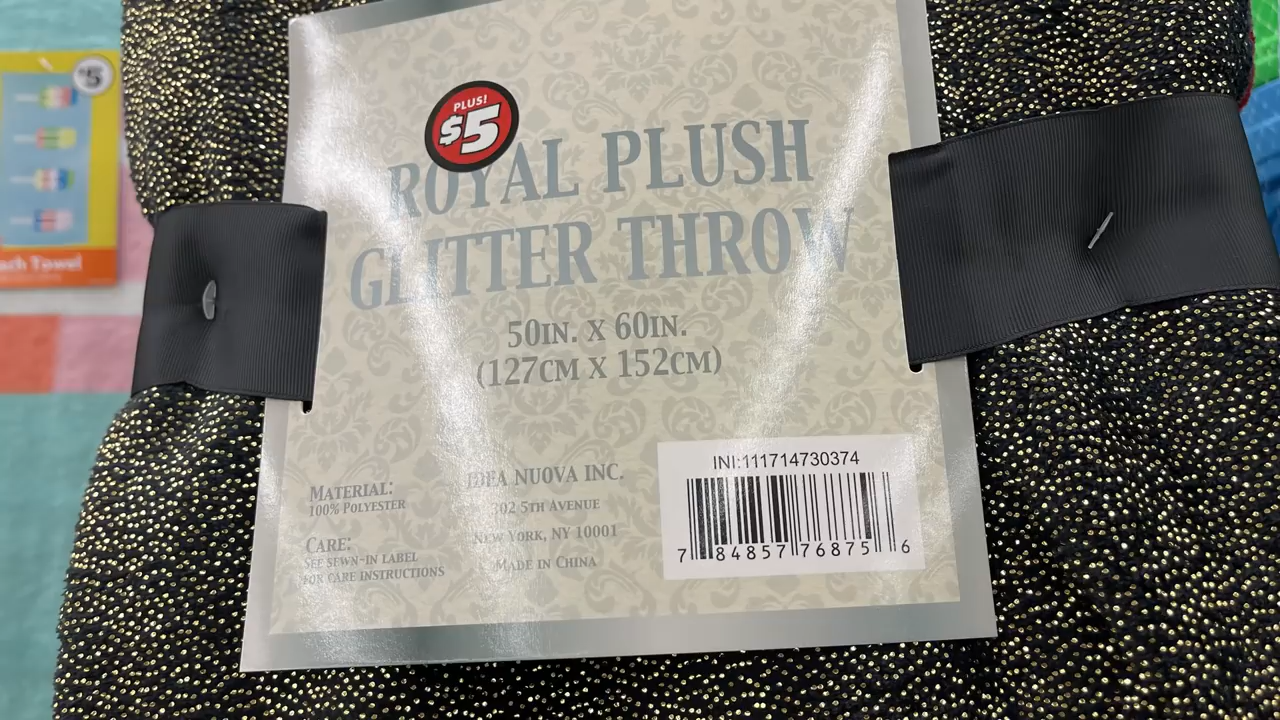 $5
ach Towel
PLUS!
$5
ROYAL PLUSH
GLITTER THROW
50IN. X 60IN.
(127CM X 152CM)
MATERIAL:
100% POLYESTER
CARE:
SEE SEWN-IN LABEL
FOR CARE INSTRUCTIONS
IDEA NUOVA INC.
302 5TH AVENUE
NEW YORK, NY 10001
MADE IN CHINA
INI:111714730374
7 84857 76875 6